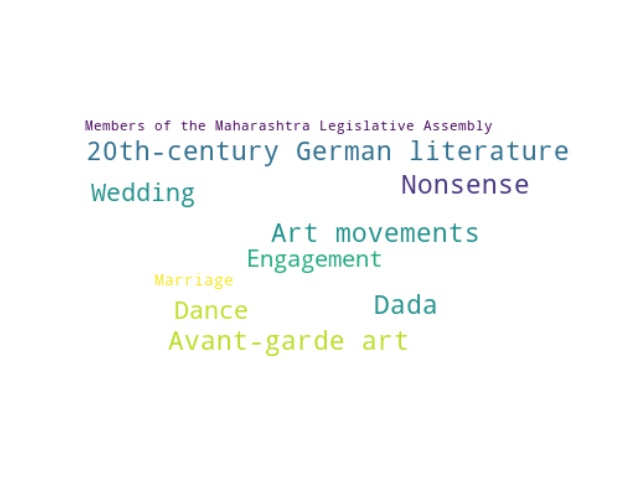 Members of the Maharashtra Legislative Assembly
20th-century German literature
Wedding
Nonsense
Art movements
Engagement
Marriage
Dance
Dada
Avant-garde art